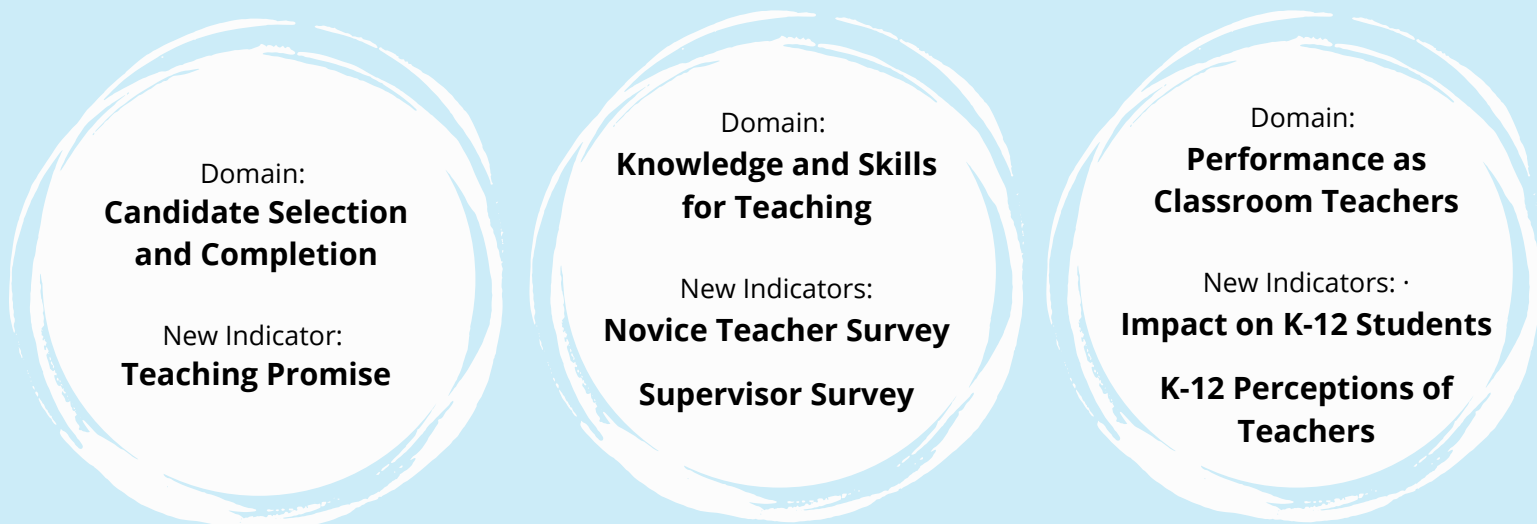 Domain:
Candidate Selection
and Completion
New Indicator:
Teaching Promise
Domain:
Knowledge and Skills
for Teaching
New Indicators:
Novice Teacher Survey
Supervisor Survey
Domain:
Performance as
Classroom Teachers
New Indicators: ·
Impact on K-12 Students
K-12 Perceptions of
Teachers